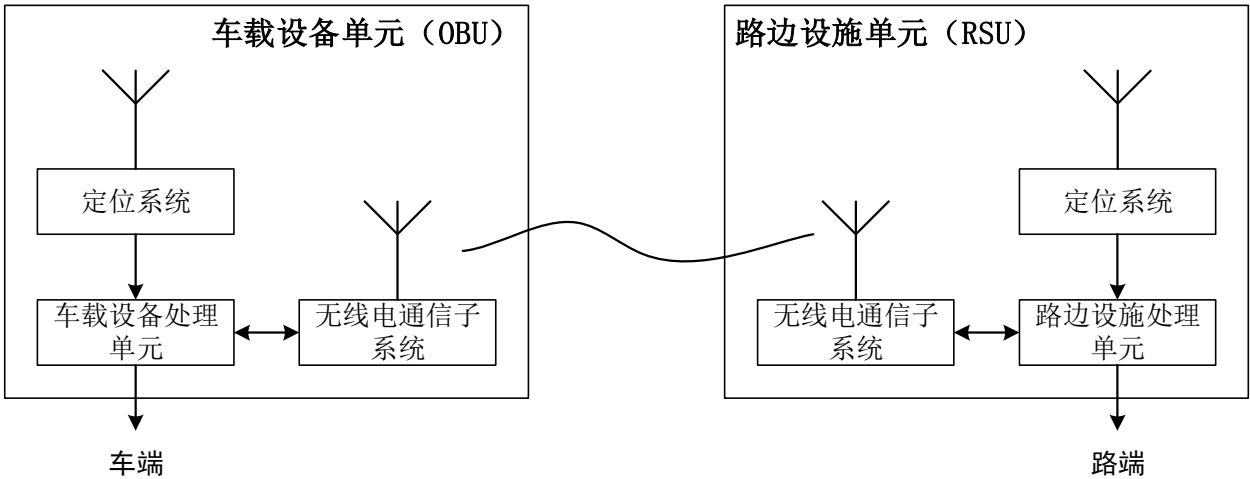 车载设备单元（OBU）
定位系统
车载设备处理
单元
无线电通信子
系统
车端
路边设施单元（RSU）
定位系统
无线电通信子
系统
路边设施处理
单元
路端